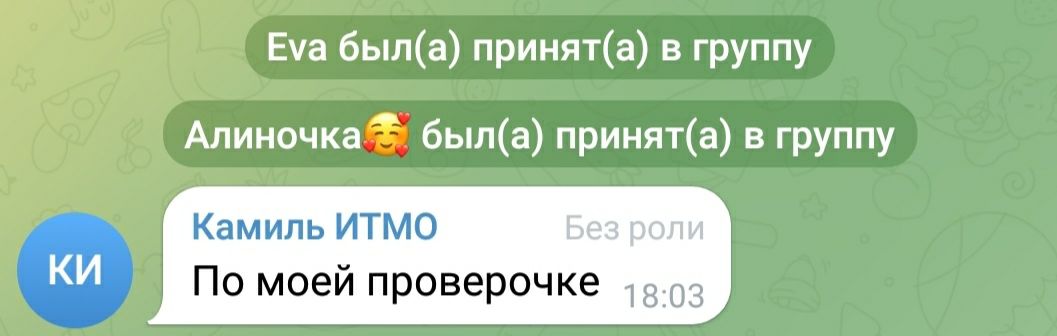 Eva был(а) принят(а) в группу
Алиночка🥰 был(а) принят(а) в группу
Камиль ИТМО Без роли
КИ
По моей проверочке 18:03